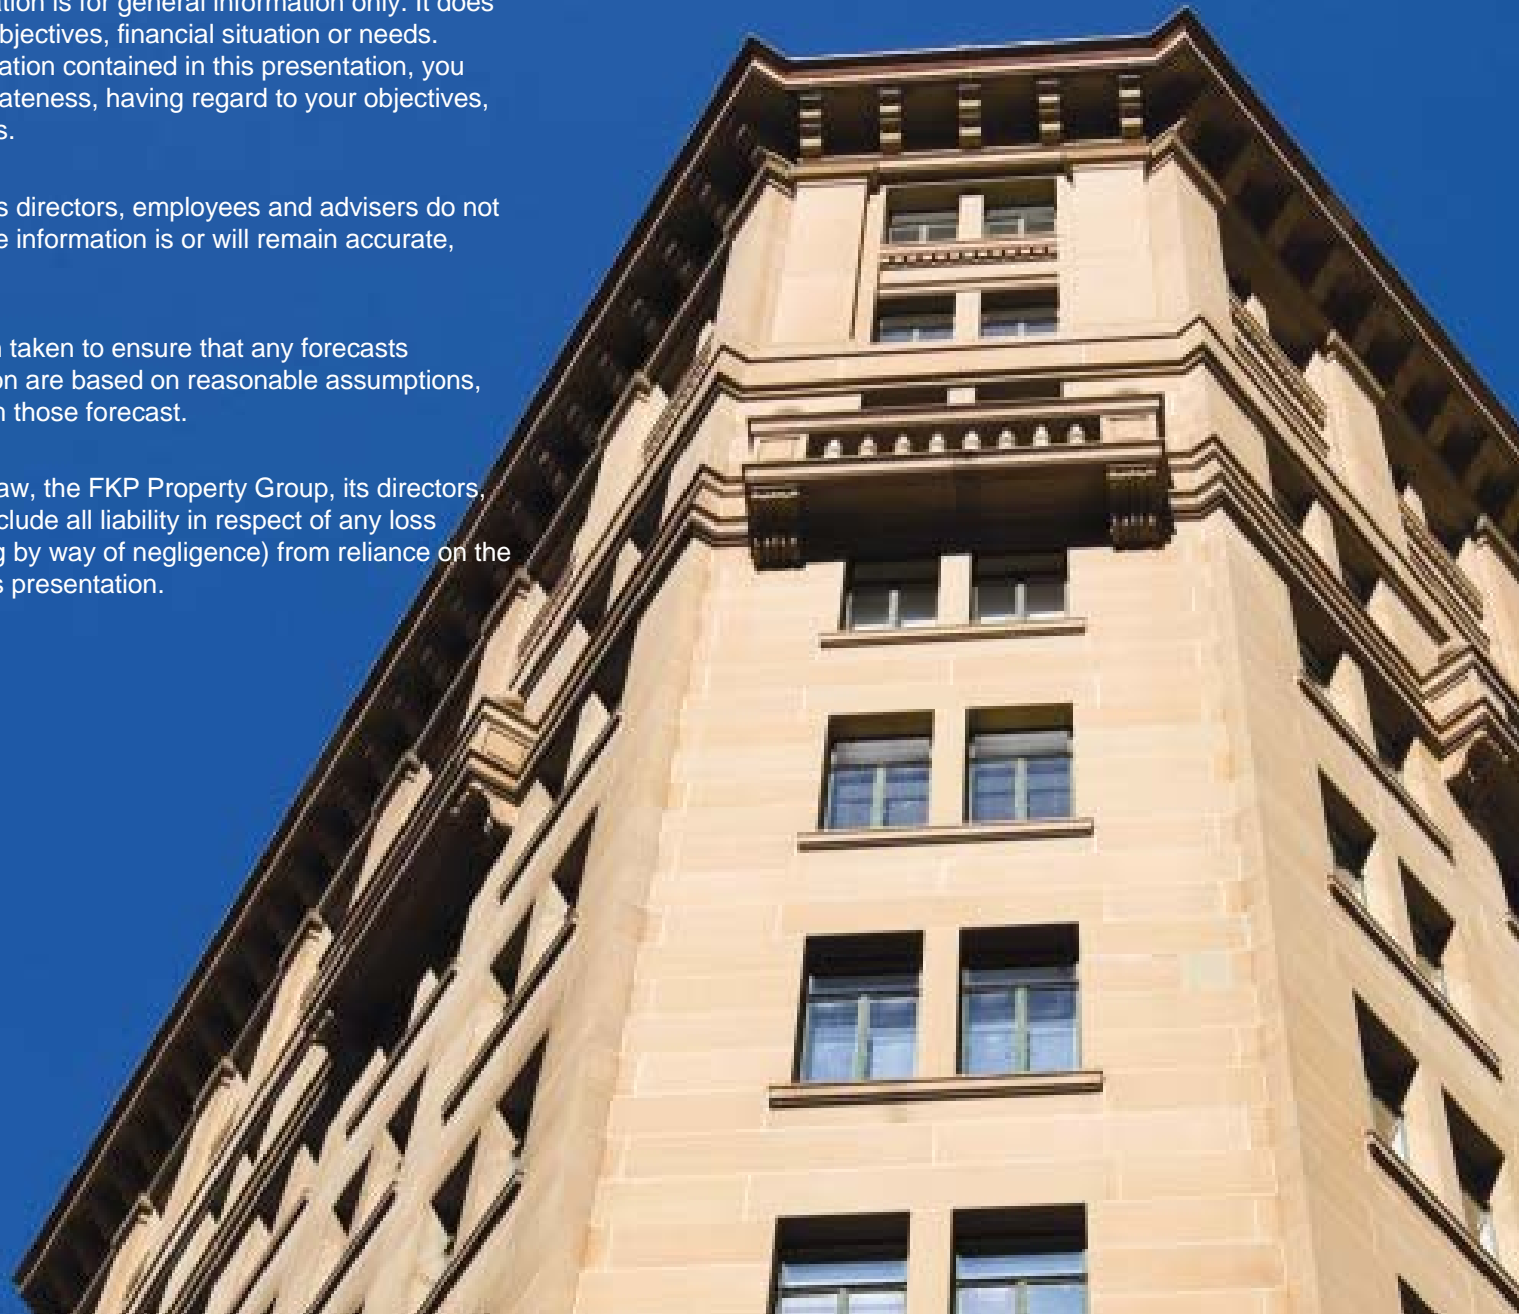 ation is for general information only. It does
bjectives, financial situation or needs.
ation contained in this presentation, you
ateness, having regard to your objectives,
s.
s directors, employees and advisers do not
e information is or will remain accurate,
n taken to ensure that any forecasts
on are based on reasonable assumptions,
n those forecast.
aw, the FKP Property Group, its directors,
clude all liability in respect of any loss
g by way of negligence) from reliance on the
s presentation.